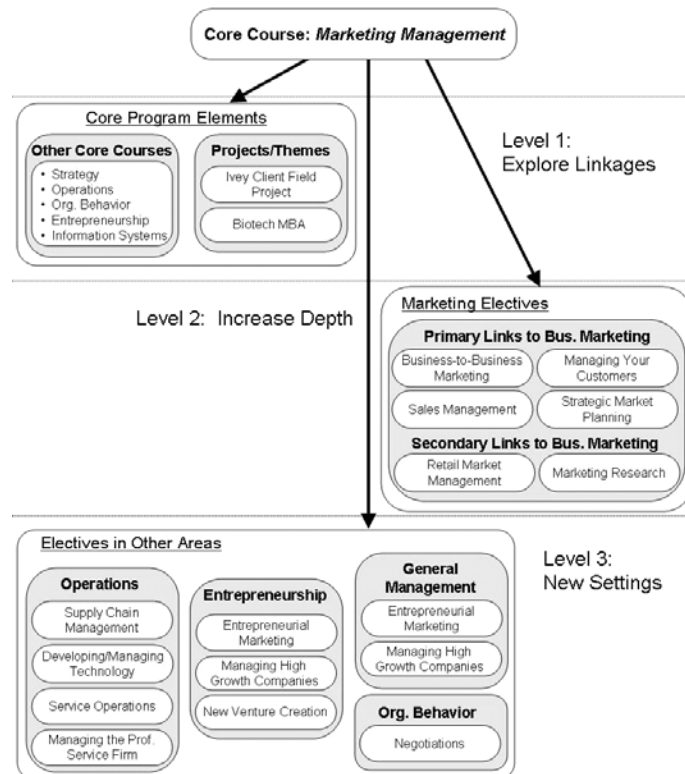 Core Course: Marketing Management
Core Program Elements
Other Core Courses
• Strategy
• Operations
• Org. Behavior
• Entrepreneurship
• Information Systems
Projects/Themes
Ivey Client Field
Project
Biotech MBA
Level 1:
Explore Linkages
Level 2: Increase Depth
Marketing Electives
Primary Links to Bus. Marketing
Business-to-Business
Marketing
Managing Your
Customers
Sales Management
Strategic Market
Planning
Secondary Links to Bus. Marketing
Retail Market
Management
Marketing Research
Level 3:
New Settings
Electives in Other Areas
Operations
Supply Chain
Management
Developing/Managing
Technology
Service Operations
Managing the Prof.
Service Firm
Entrepreneurship
Entrepreneurial
Marketing
Managing High
Growth Companies
New Venture Creation
General
Management
Entrepreneurial
Marketing
Managing High
Growth Companies
Org. Behavior
Negotiations